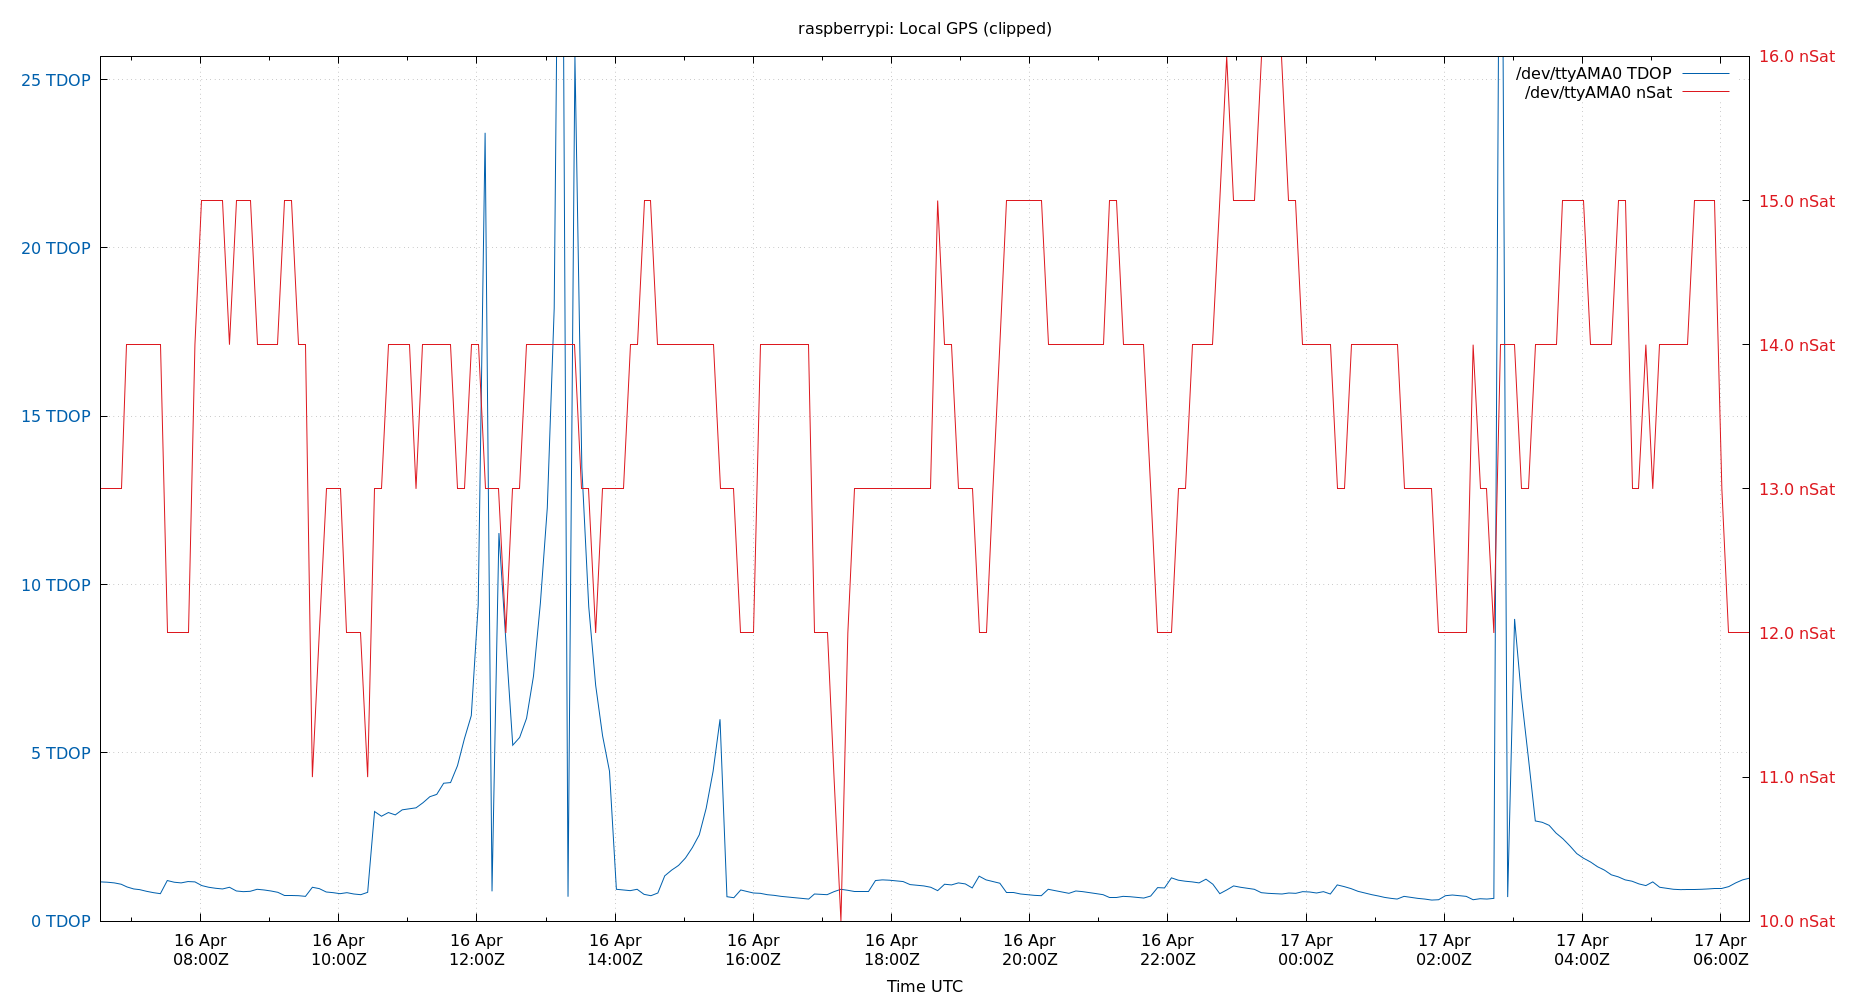 raspberrypi: Local GPS (clipped)
25 TDOP
20 TDOP
15 TDOP
10 TDOP
5 TDOP
0 TDOP
16.0 nSat
15.0 nSat
14.0 nSat
13.0 nSat
12.0 nSat
11.0 nSat
10.0 nSat
/dev/ttyAMA0 TDOP
/dev/ttyAMA0 nSat
16 Apr
08:00Z
16 Apr
10:00Z
16 Apr
12:00Z
16 Apr
14:00Z
16 Apr
16:00Z
16 Apr
18:00Z
16 Apr
20:00Z
16 Apr
22:00Z
17 Apr
00:00Z
17 Apr
02:00Z
17 Apr
04:00Z
17 Apr
06:00Z
Time UTC